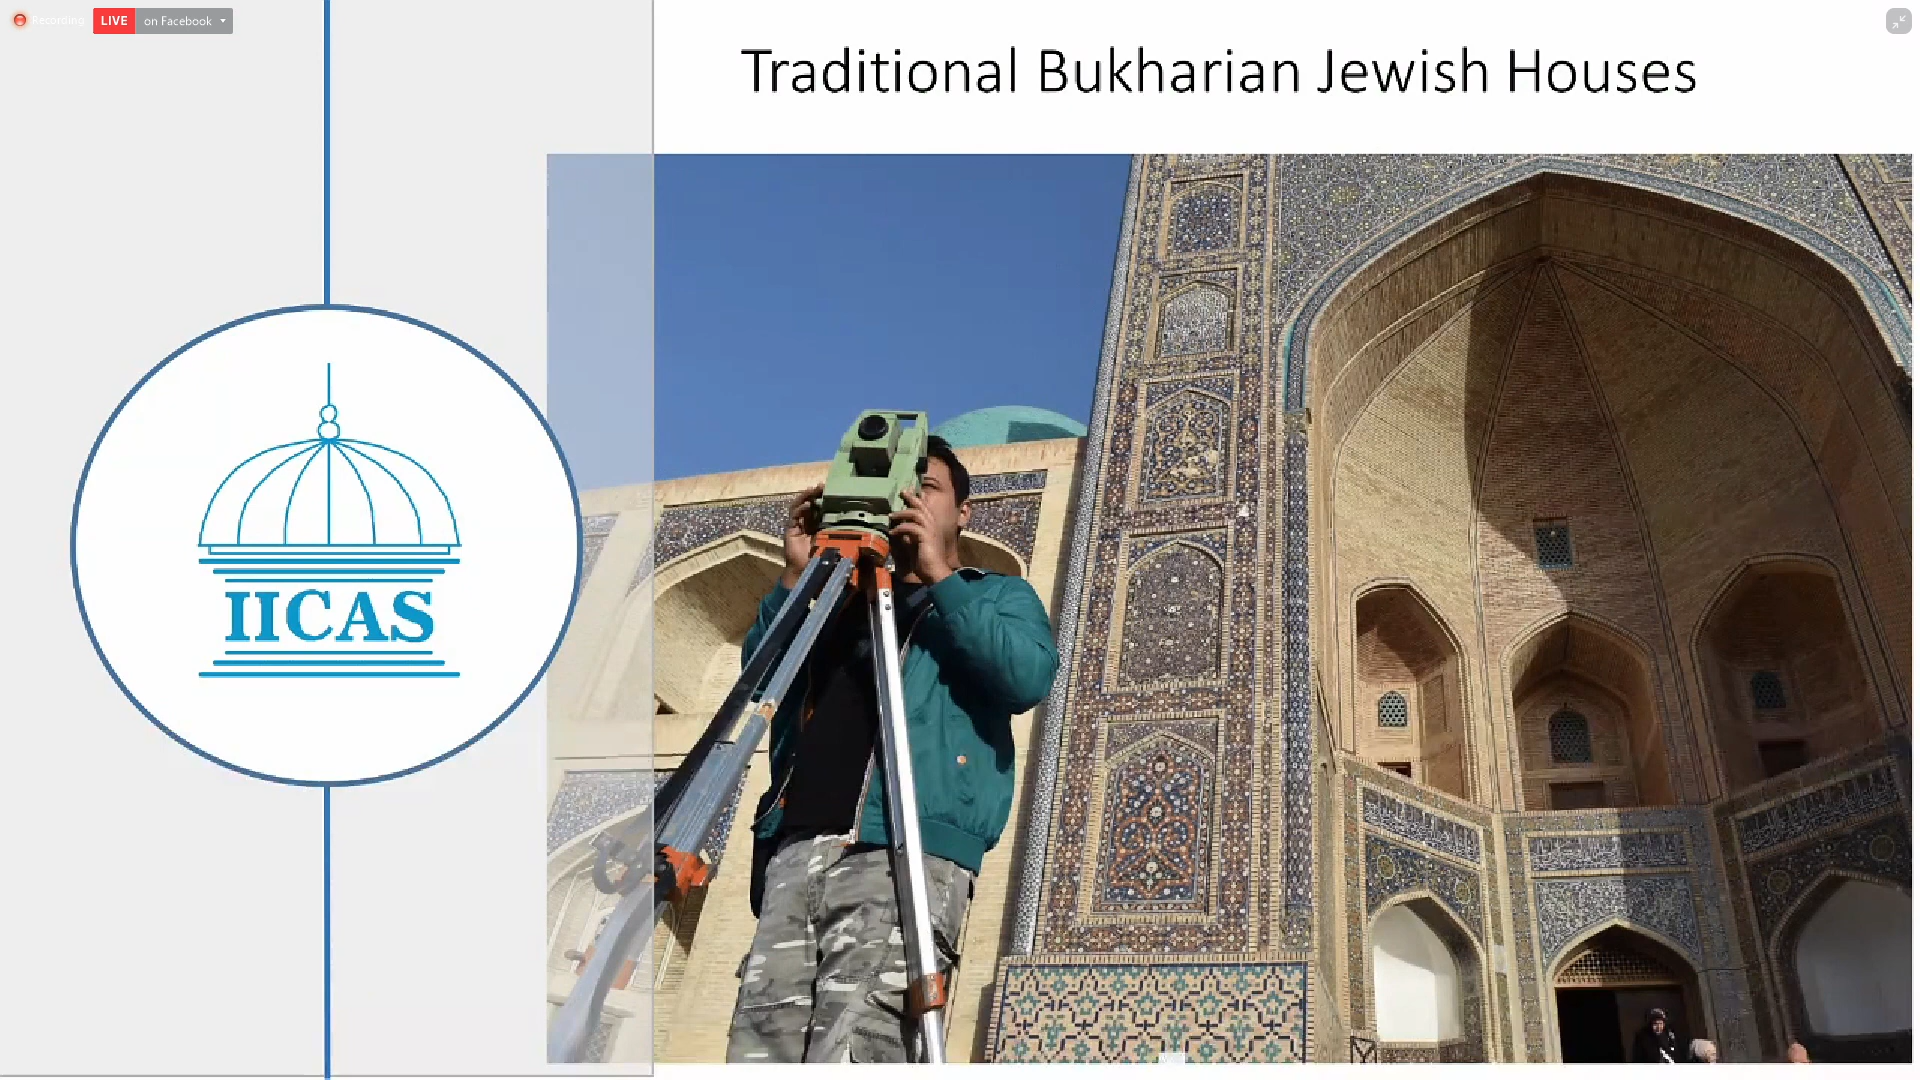 Recording
LIVE on Facebook
Traditional Bukharian Jewish Houses
IICAS